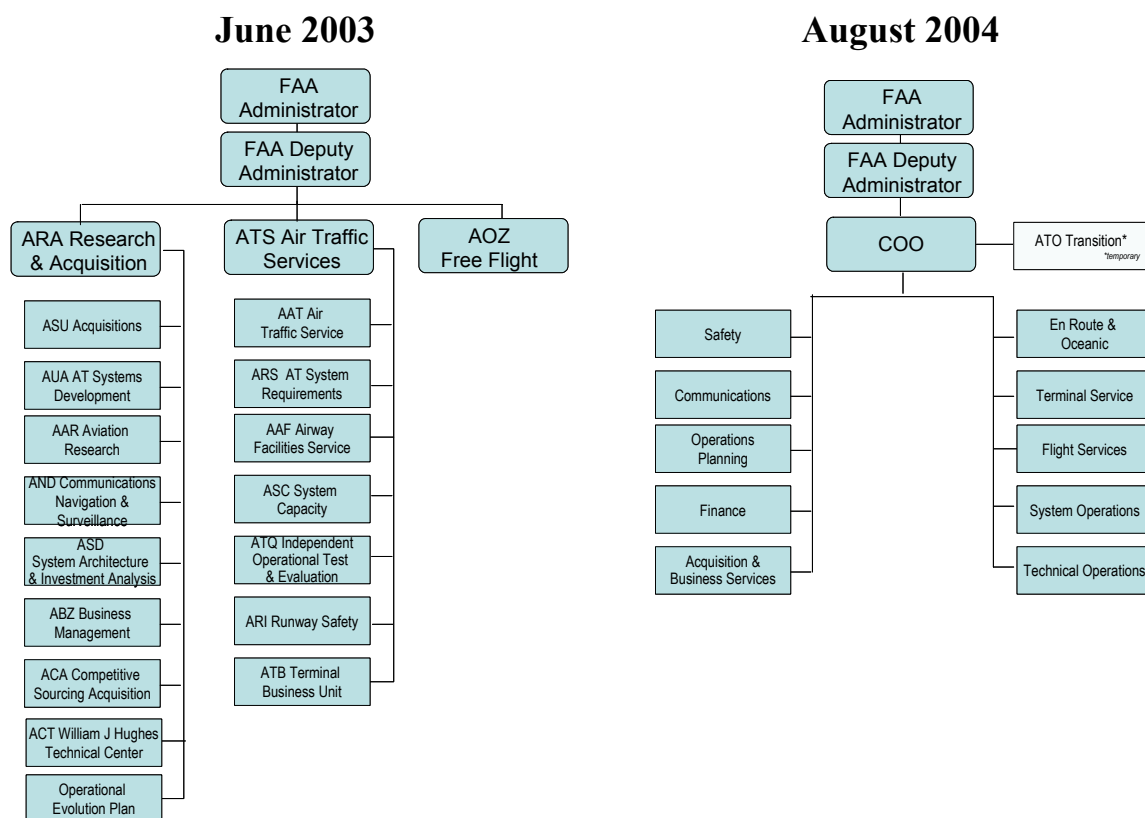 June 2003
FAA
Administrator
FAA Deputy
Administrator
ARA Research
& Acquisition
ATS Air Traffic
Services
AOZ
Free Flight
ASU Acquisitions
AUA AT Systems
Development
AAR Aviation
Research
AND Communications
Navigation &
Surveillance
ASD
System Architecture
& Investment Analysis
ABZ Business
Management
ACA Competitive
Sourcing Acquisition
ACT William J Hughes
Technical Center
Operational
Evolution Plan
AAT Air
Traffic Service
ARS AT System
Requirements
AAF Airway
Facilities Service
ASC System
Capacity
ATQ Independent
Operational Test
& Evaluation
ARI Runway Safety
ATB Terminal
Business Unit
August 2004
FAA
Administrator
FAA Deputy
Administrator
COO
ATO Transition*
*temporary
Safety
Communications
Operations
Planning
Finance
Acquisition &
Business Services
En Route &
Oceanic
Terminal Service
Flight Services
System Operations
Technical Operations